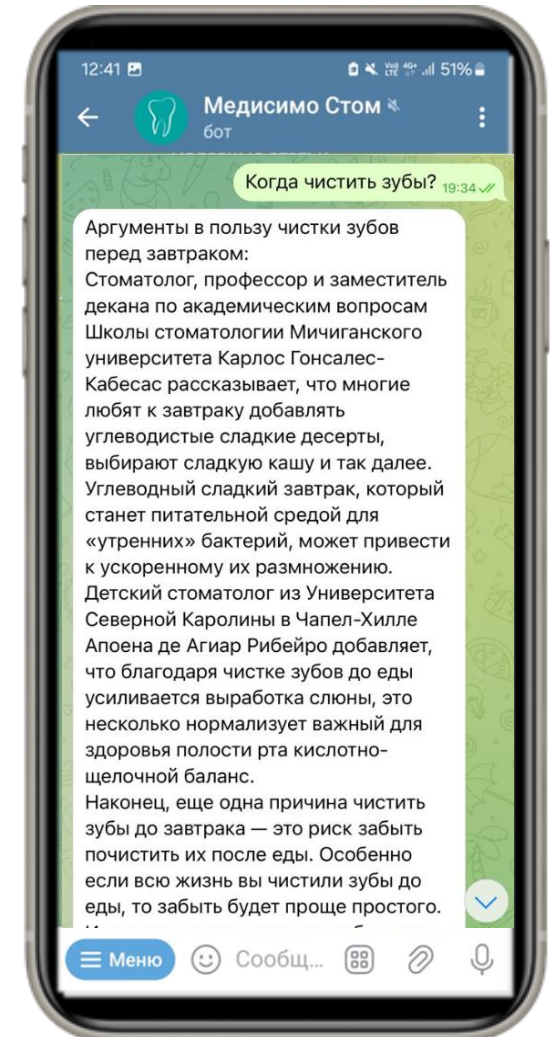 12:41 51%
Медисимо Стом
бот
Когда чистить зубы? 19:34
Аргументы в пользу чистки зубов
перед завтраком:
Стоматолог, профессор и заместитель
декана по академическим вопросам
Школы стоматологии Мичиганского
университета Карлос Гонсалес-
Кабесас рассказывает, что многие
любят к завтраку добавлять
углеводистые сладкие десерты,
выбирают сладкую кашу и так далее.
Углеводный сладкий завтрак, который
станет питательной средой для
«утренних» бактерий, может привести
к ускоренному их размножению.
Детский стоматолог из Университета
Северной Каролины в Чапел-Хилле
Апоена де Агиар Рибейро добавляет,
что благодаря чистке зубов до еды
усиливается выработка слюны, это
несколько нормализует важный для
здоровья полости рта кислотно-
щелочной баланс.
Наконец, еще одна причина чистить
зубы до завтрака — это риск забыть
почистить их после еды. Особенно
если всю жизнь вы чистили зубы до
еды, то забыть будет проще простого.
Меню Сообщ...